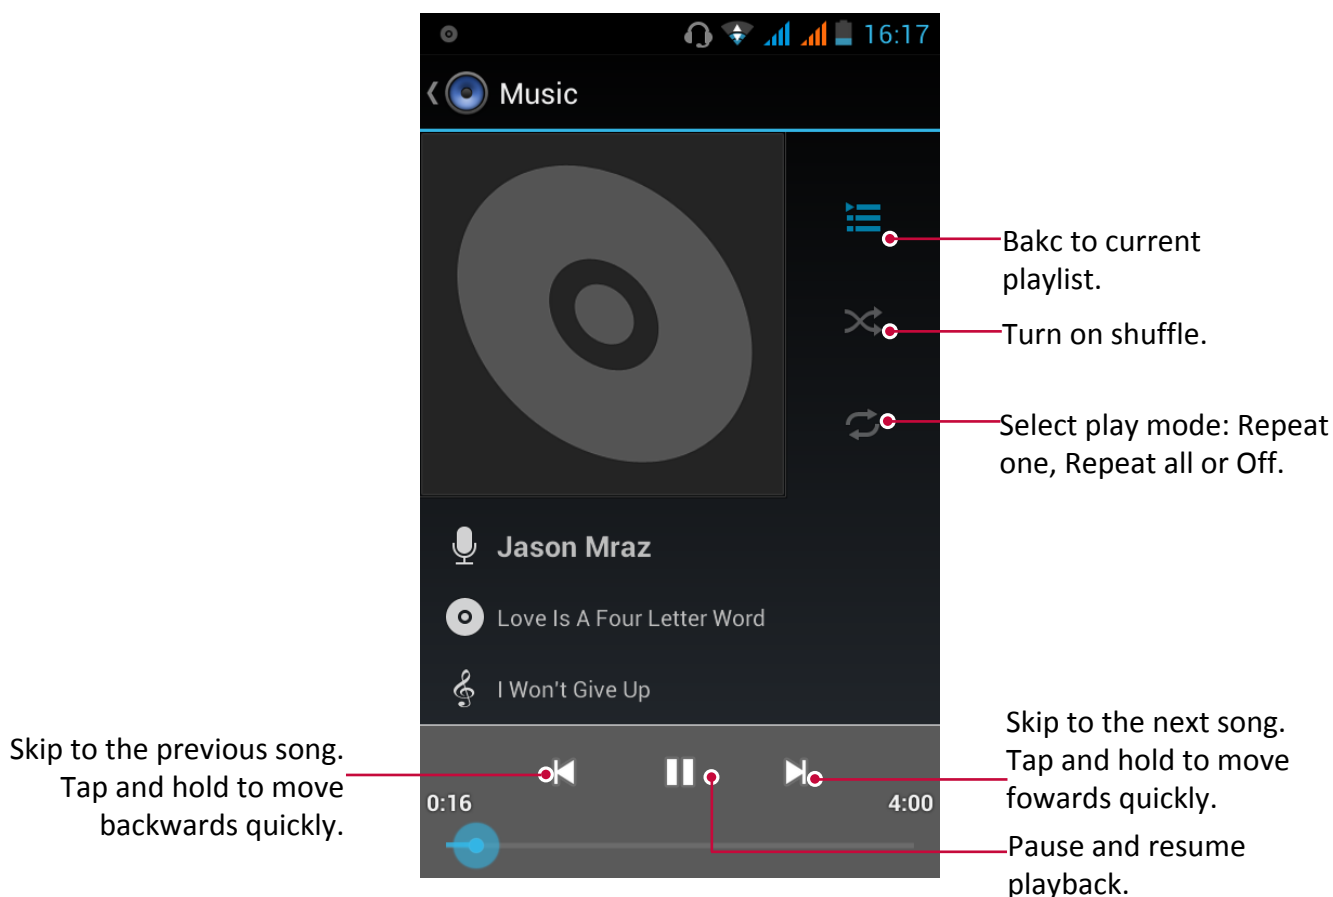 16:17
Music
Bakc to current
playlist.
Turn on shuffle.
Select play mode: Repeat
one, Repeat all or Off.
Jason Mraz
Love Is A Four Letter Word
I Won't Give Up
Skip to the previous song.
Tap and hold to move
backwards quickly.
0:16
4:00
Skip to the next song.
Tap and hold to move
fowards quickly.
Pause and resume
playback.